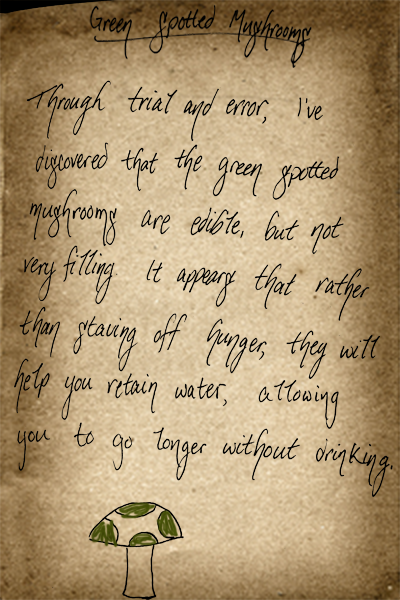 Green Spotted Mushrooms
Through trial and error, I've
discovered that the green spotted
mushrooms are edible, but not
very filling. It appears that rather
than staving off hunger, they will
help you retain water, allowing
you to go longer without drinking.